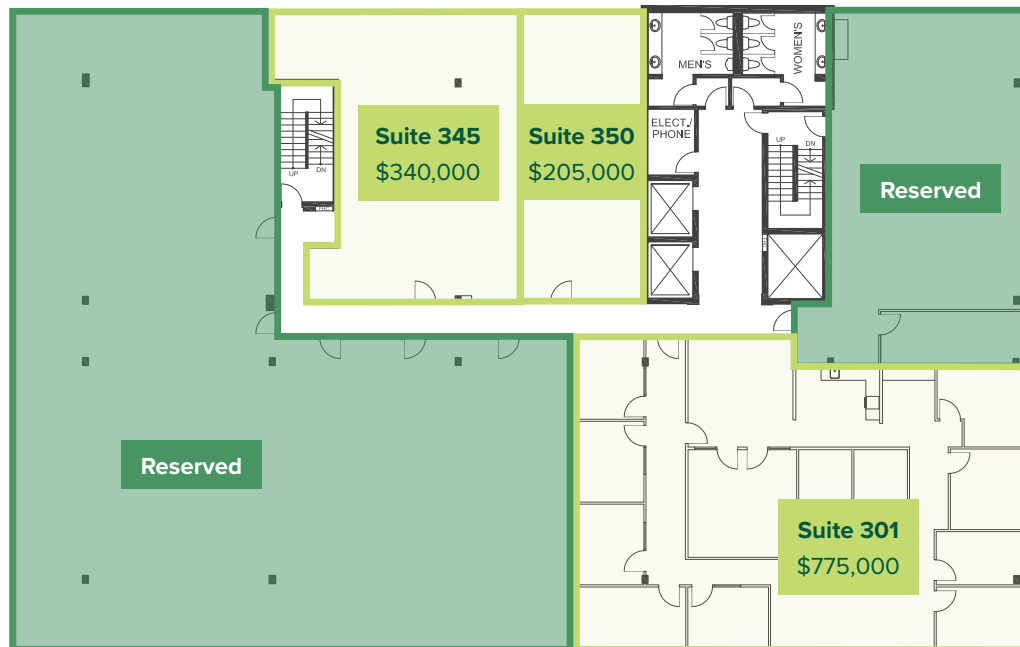 MEN'S
WOMEN'S
ELECT./
PHONE
Suite 345
$340,000
Suite 350
$205,000
UP
DN
UP
DN
Reserved
Reserved
Suite 301
$775,000